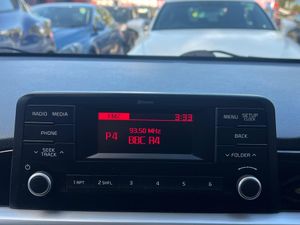 FM2
3:33
RADIO
MEDIA
PHONE
SEEK
TRACK
P4
93.50 MHz
BBC R4
MENU
SETUP
CLOCK
BACK
FOLDER
1 RPT
2 SHFL
3
4
5
6